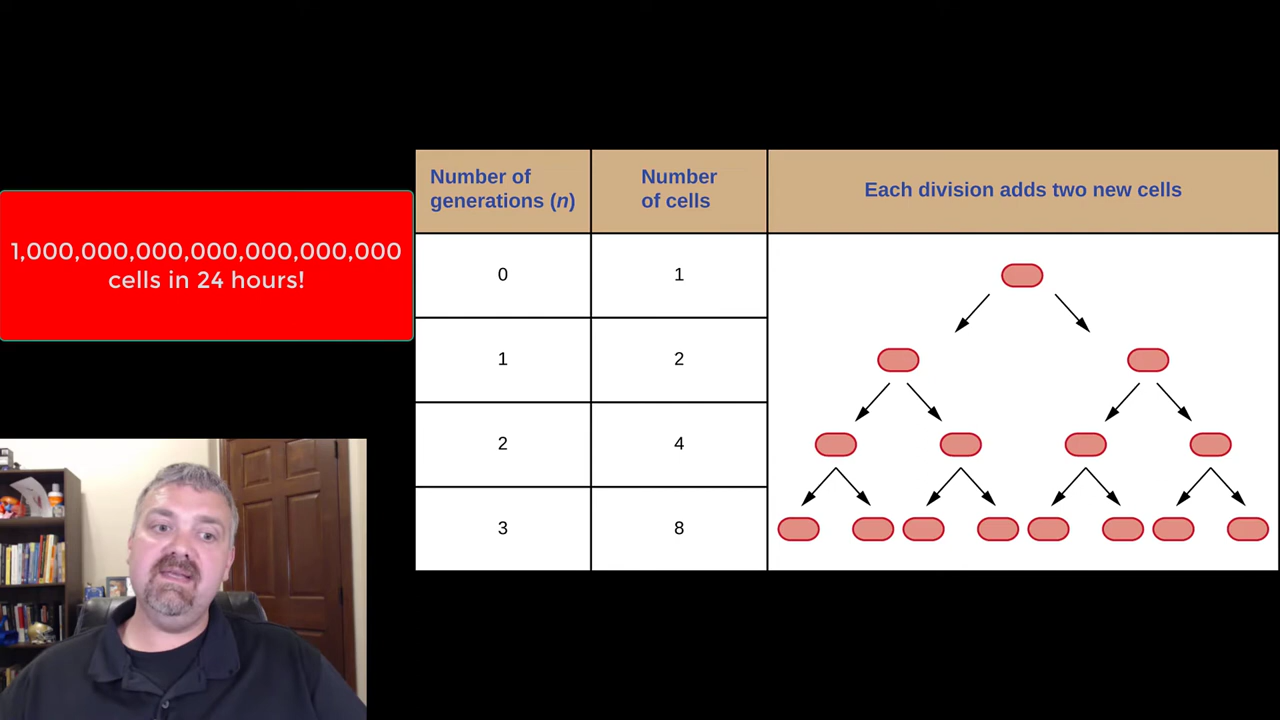 1,000,000,000,000,000,000,000
cells in 24 hours!
Number of
generations (n)
Number
of cells
Each division adds two new cells
0
1
1
2
2
4
3
8